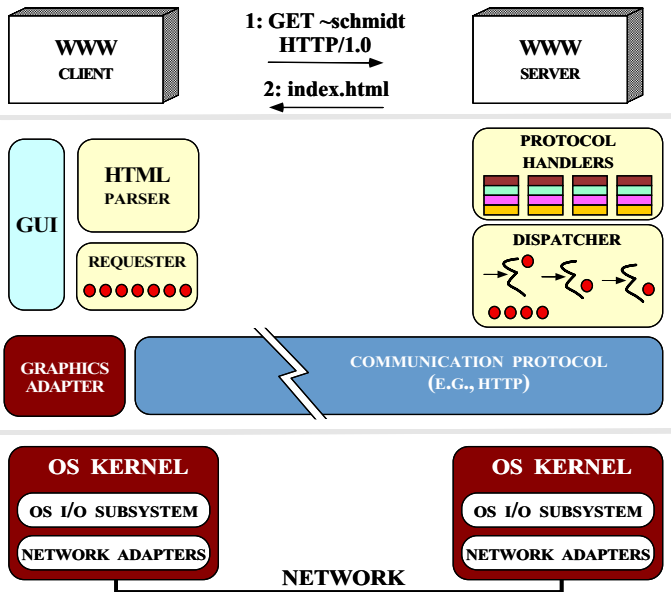 WWW
CLIENT
1: GET ~schmidt
HTTP/1.0
2: index.html
WWW
SERVER
GUI
HTML
PARSER
REQUESTER
PROTOCOL
HANDLERS
DISPATCHER
GRAPHICS
ADAPTER
COMMUNICATION PROTOCOL
(E.G., HTTP)
OS KERNEL
OS I/O SUBSYSTEM
NETWORK ADAPTERS
OS KERNEL
OS I/O SUBSYSTEM
NETWORK ADAPTERS
NETWORK